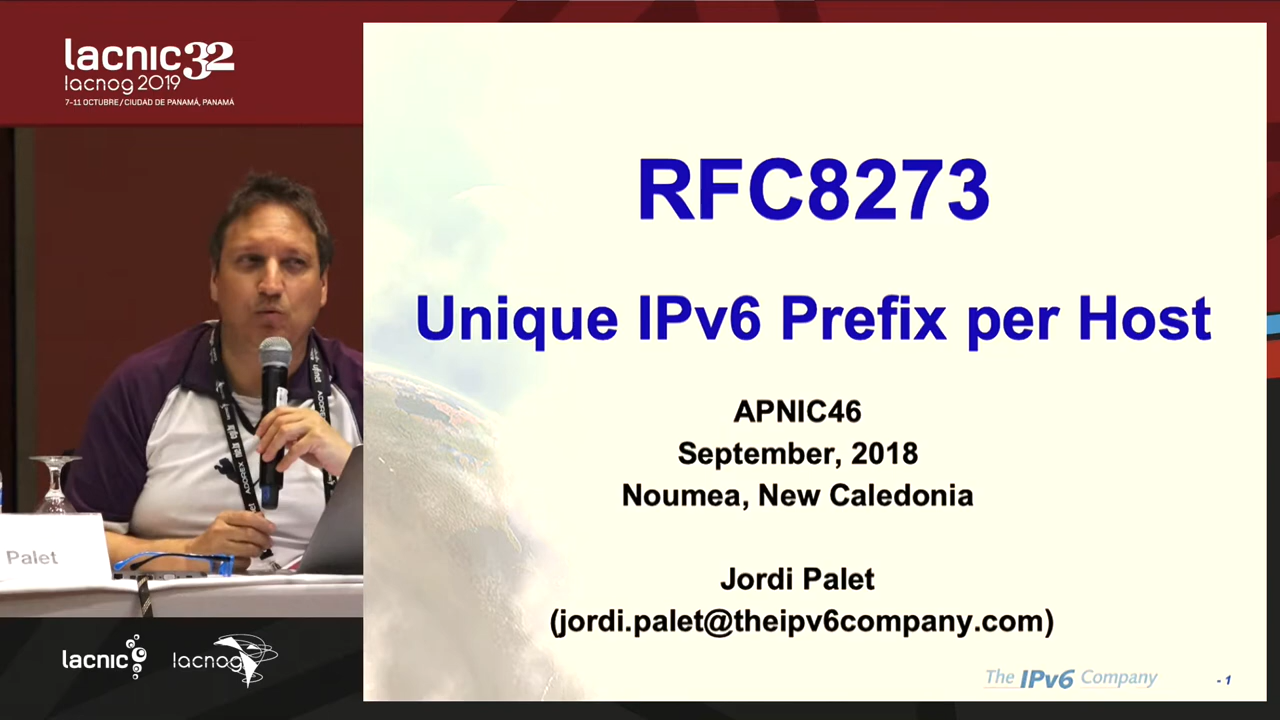 lacnic32
lacnog 2019
7-11 OCTUBRE / CIUDAD DE PANAMÁ, PANAMÁ
RFC8273
Unique IPv6 Prefix per Host
APNIC46
September, 2018
Noumea, New Caledonia
Jordi Palet
(jordi.palet@theipv6company.com)
The IPv6 Company
- 1
Palet
ADOREX
lacnic
lacnog